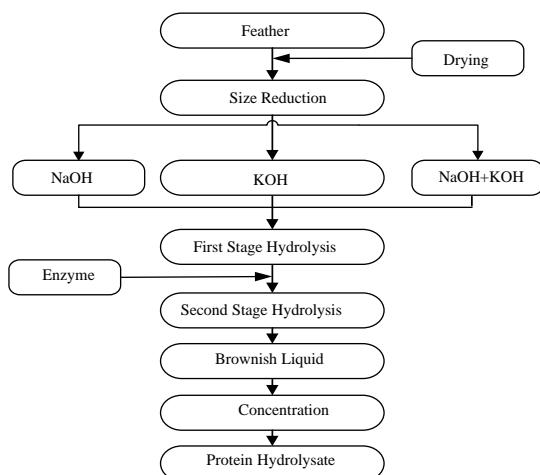 Feather
Drying
Size Reduction
NaOH
KOH
NaOH+KOH
First Stage Hydrolysis
Enzyme
Second Stage Hydrolysis
Brownish Liquid
Concentration
Protein Hydrolysate